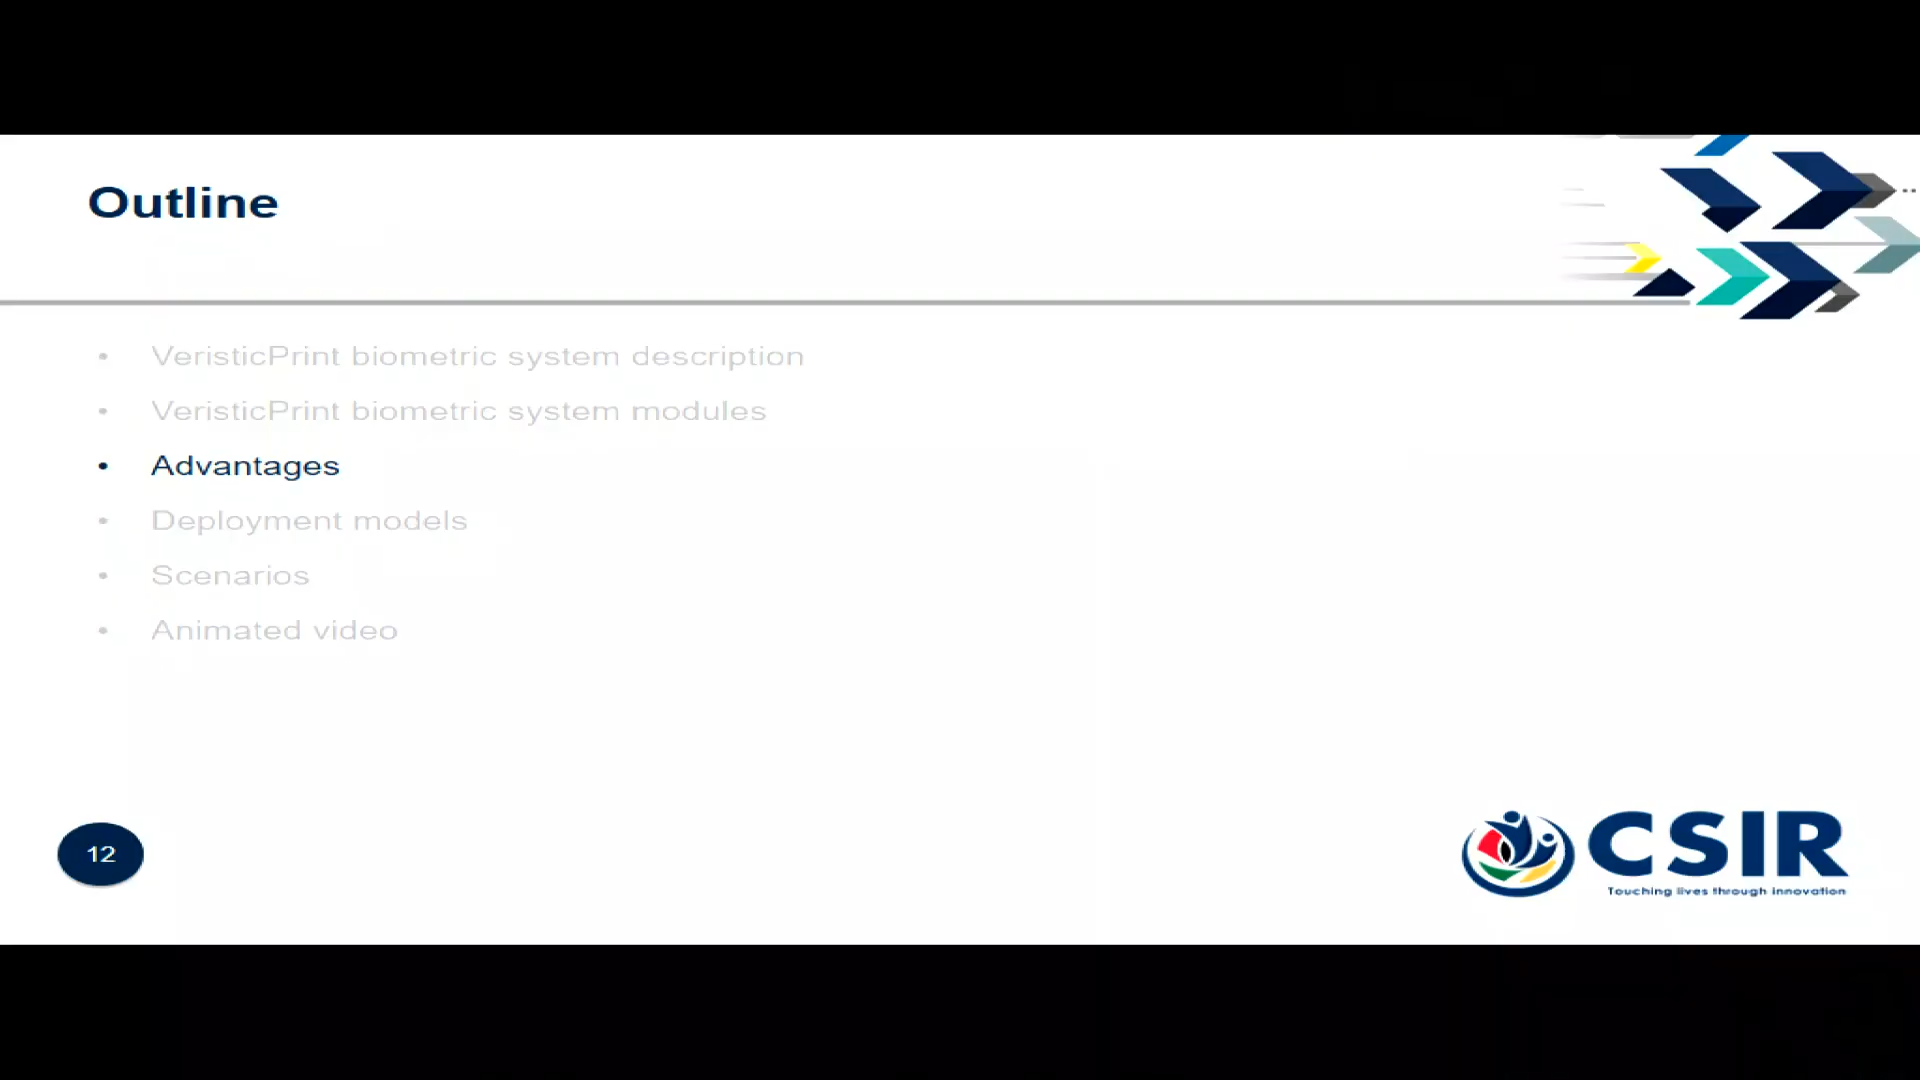 Outline
• VeristicPrint biometric system description
• VeristicPrint biometric system modules
• Advantages
• Deployment models
• Scenarios
• Animated video
12
CSIR
Touching lives through innovation